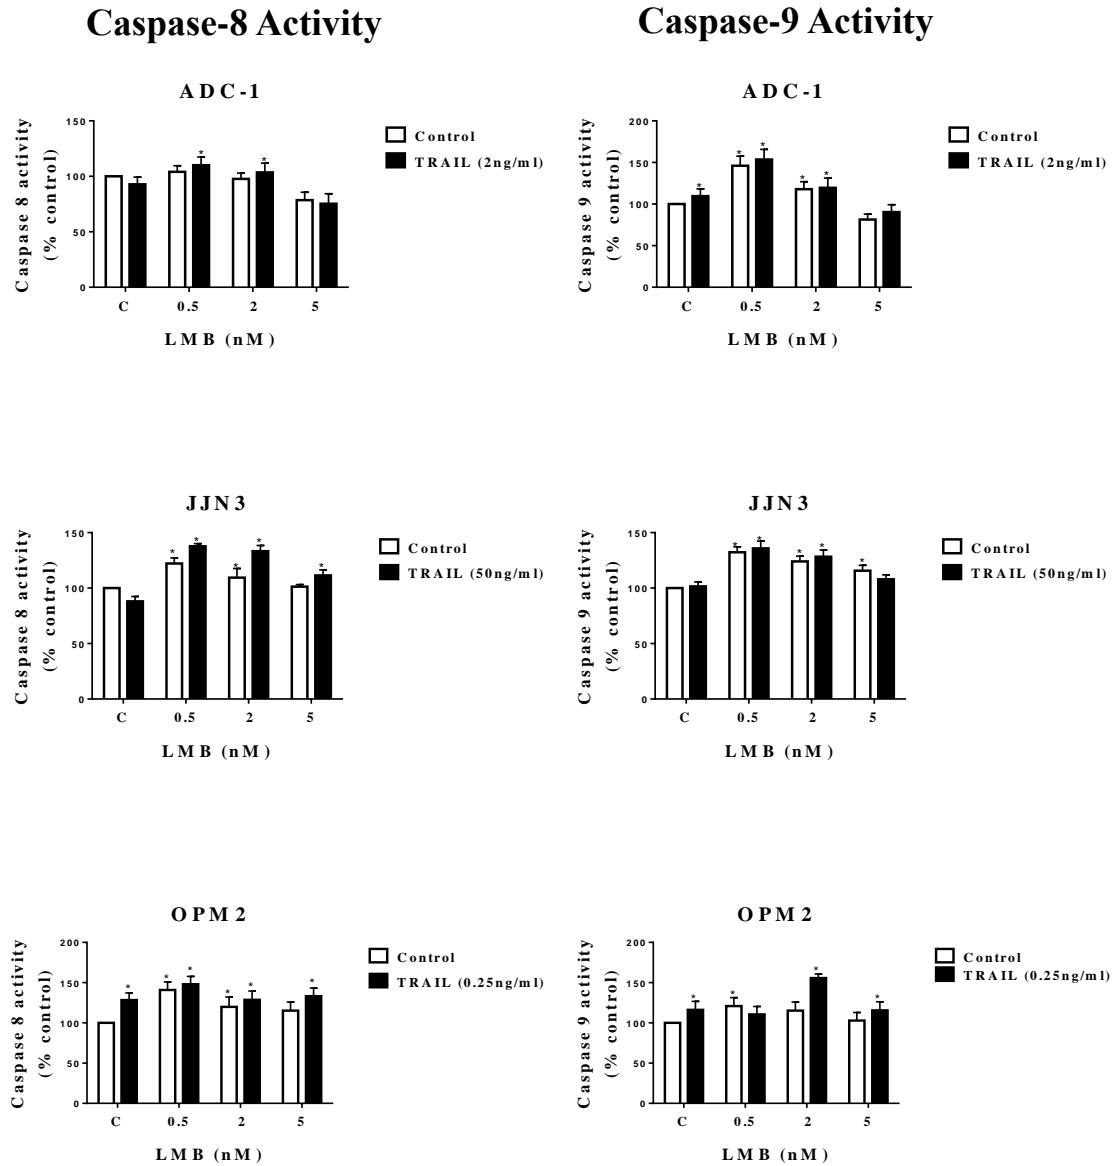 Caspase-8 Activity
Caspase-9 Activity
ADC-1
Caspase 8 activity
(% control)
150
100
50
0
*
*
C 0.5 2 5
LMB (nM)
Control
TRAIL (2ng/ml)
ADC-1
Caspase 9 activity
(% control)
200
150
100
50
0
*
* *
* *
C 0.5 2 5
LMB (nM)
Control
TRAIL (2ng/ml)
JJN3
Caspase 8 activity
(% control)
150
100
50
0
* *
* *
*
C 0.5 2 5
LMB (nM)
Control
TRAIL (50ng/ml)
JJN3
Caspase 9 activity
(% control)
150
100
50
0
* *
* *
*
C 0.5 2 5
LMB (nM)
Control
TRAIL (50ng/ml)
OPM2
Caspase 8 activity
(% control)
200
150
100
50
0
*
* *
* *
*
C 0.5 2 5
LMB (nM)
Control
TRAIL (0.25ng/ml)
OPM2
Caspase 9 activity
(% control)
200
150
100
50
0
*
*
*
*
C 0.5 2 5
LMB (nM)
Control
TRAIL (0.25ng/ml)